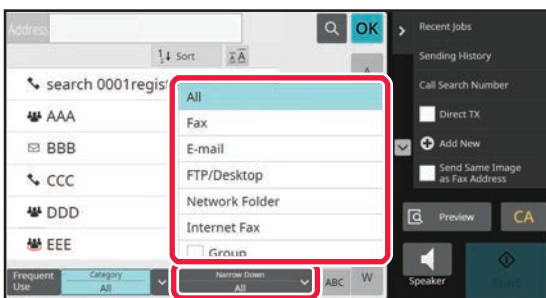 Address
OK
Sort
search 0001regist
AAA
BBB
CCC
DDD
EEE
All
Fax
E-mail
FTP/Desktop
Network Folder
Internet Fax
Group
A
Frequent
Use
Category
All
Narrow Down
All
ABC
W
Recent Jobs
Sending History
Call Search Number
Direct TX
Add New
Send Same Image
as Fax Address
Preview
CA
Speaker
Start